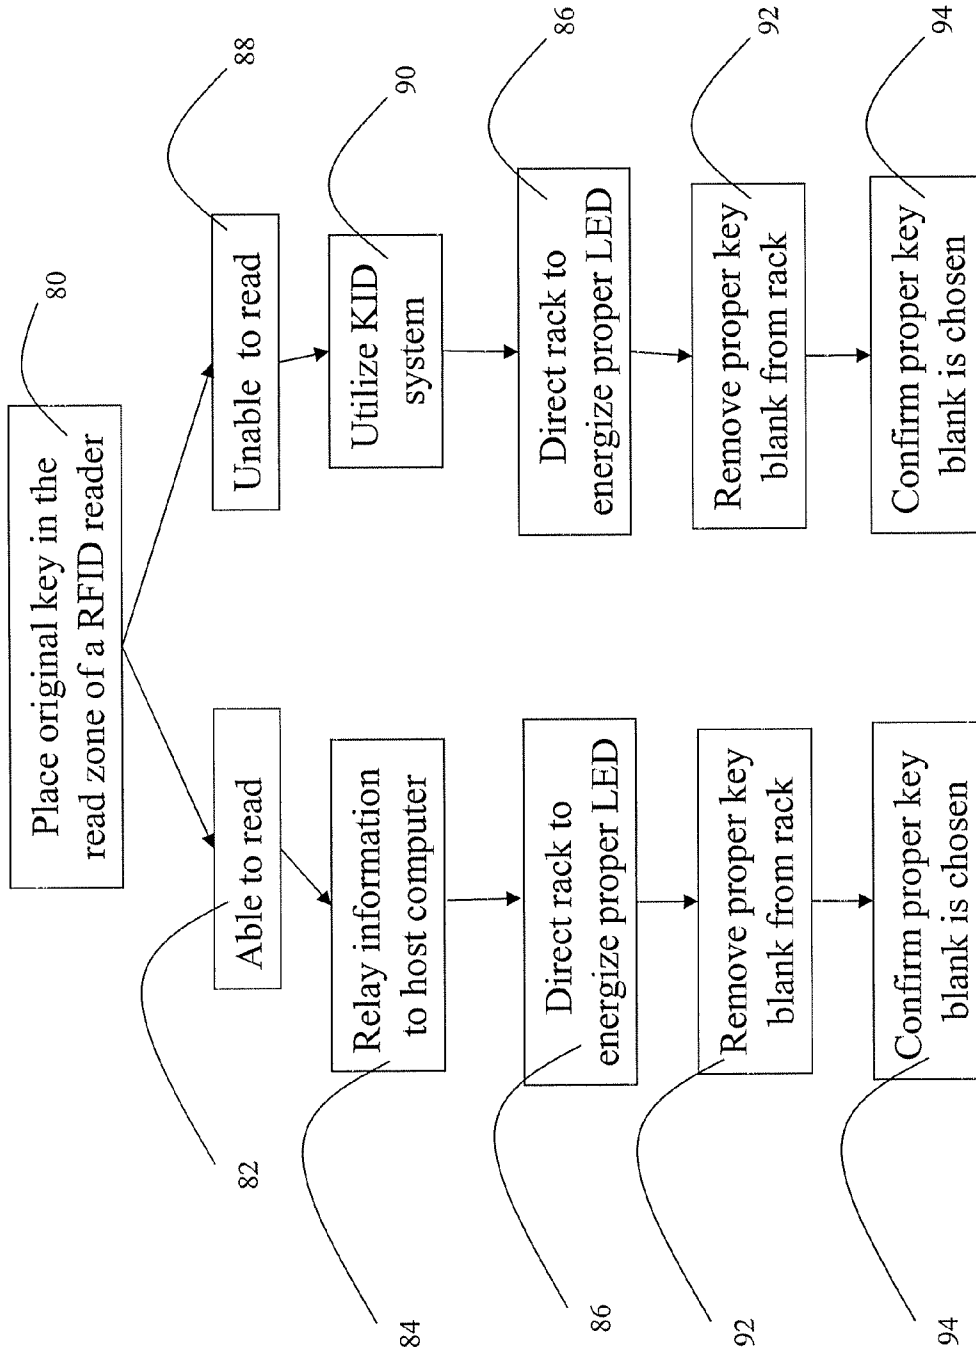 Place original key in the
read zone of a RFID reader
80
Able to read
82
Unable to read
88
Relay information
to host computer
84
Utilize KID
system
90
Direct rack to
energize proper LED
86
Direct rack to
energize proper LED
86
Remove proper key
blank from rack
92
Remove proper key
blank from rack
92
Confirm proper key
blank is chosen
94
Confirm proper key
blank is chosen
94